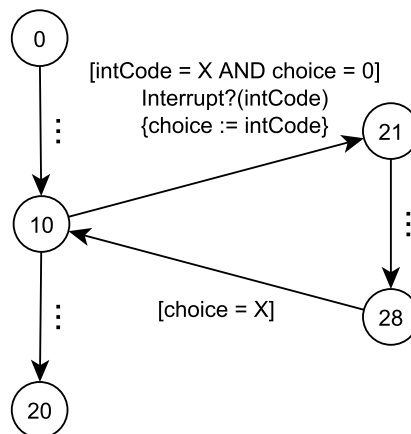 0
[intCode = X AND choice = 0]
Interrupt?(intCode)
{choice := intCode}
21
...
10
...
[choice = X]
28
...
20